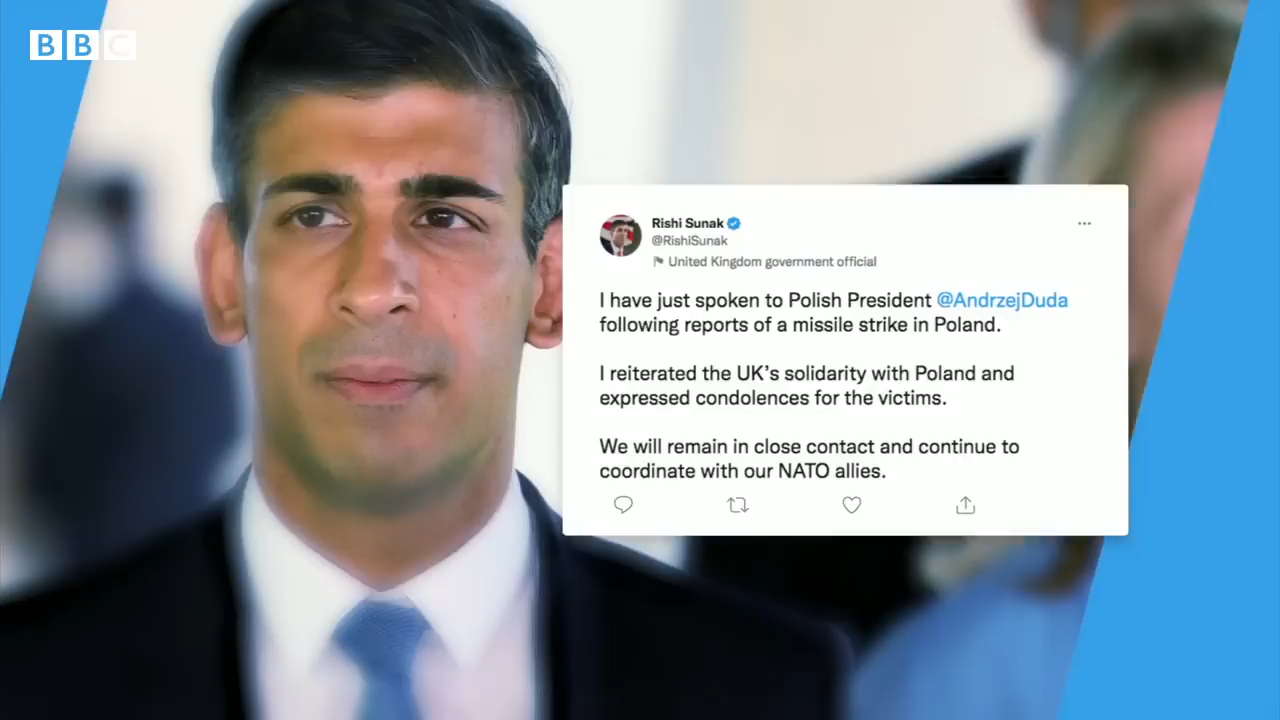 BBC
Rishi Sunak
@RishiSunak
United Kingdom government official
I have just spoken to Polish President @AndrzejDuda
following reports of a missile strike in Poland.
I reiterated the UK's solidarity with Poland and
expressed condolences for the victims.
We will remain in close contact and continue to
coordinate with our NATO allies.